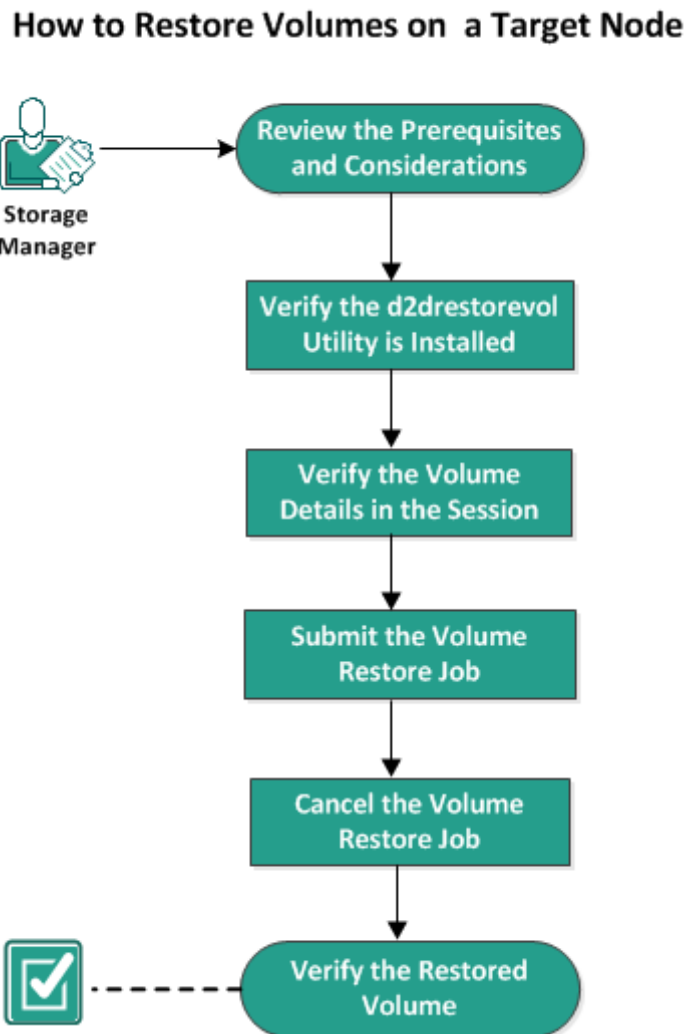 How to Restore Volumes on a Target Node
Review the Prerequisites
and Considerations
Storage
Manager
Verify the d2drestorevol
Utility is Installed
Verify the Volume
Details in the Session
Submit the Volume
Restore Job
Cancel the Volume
Restore Job
Verify the Restored
Volume